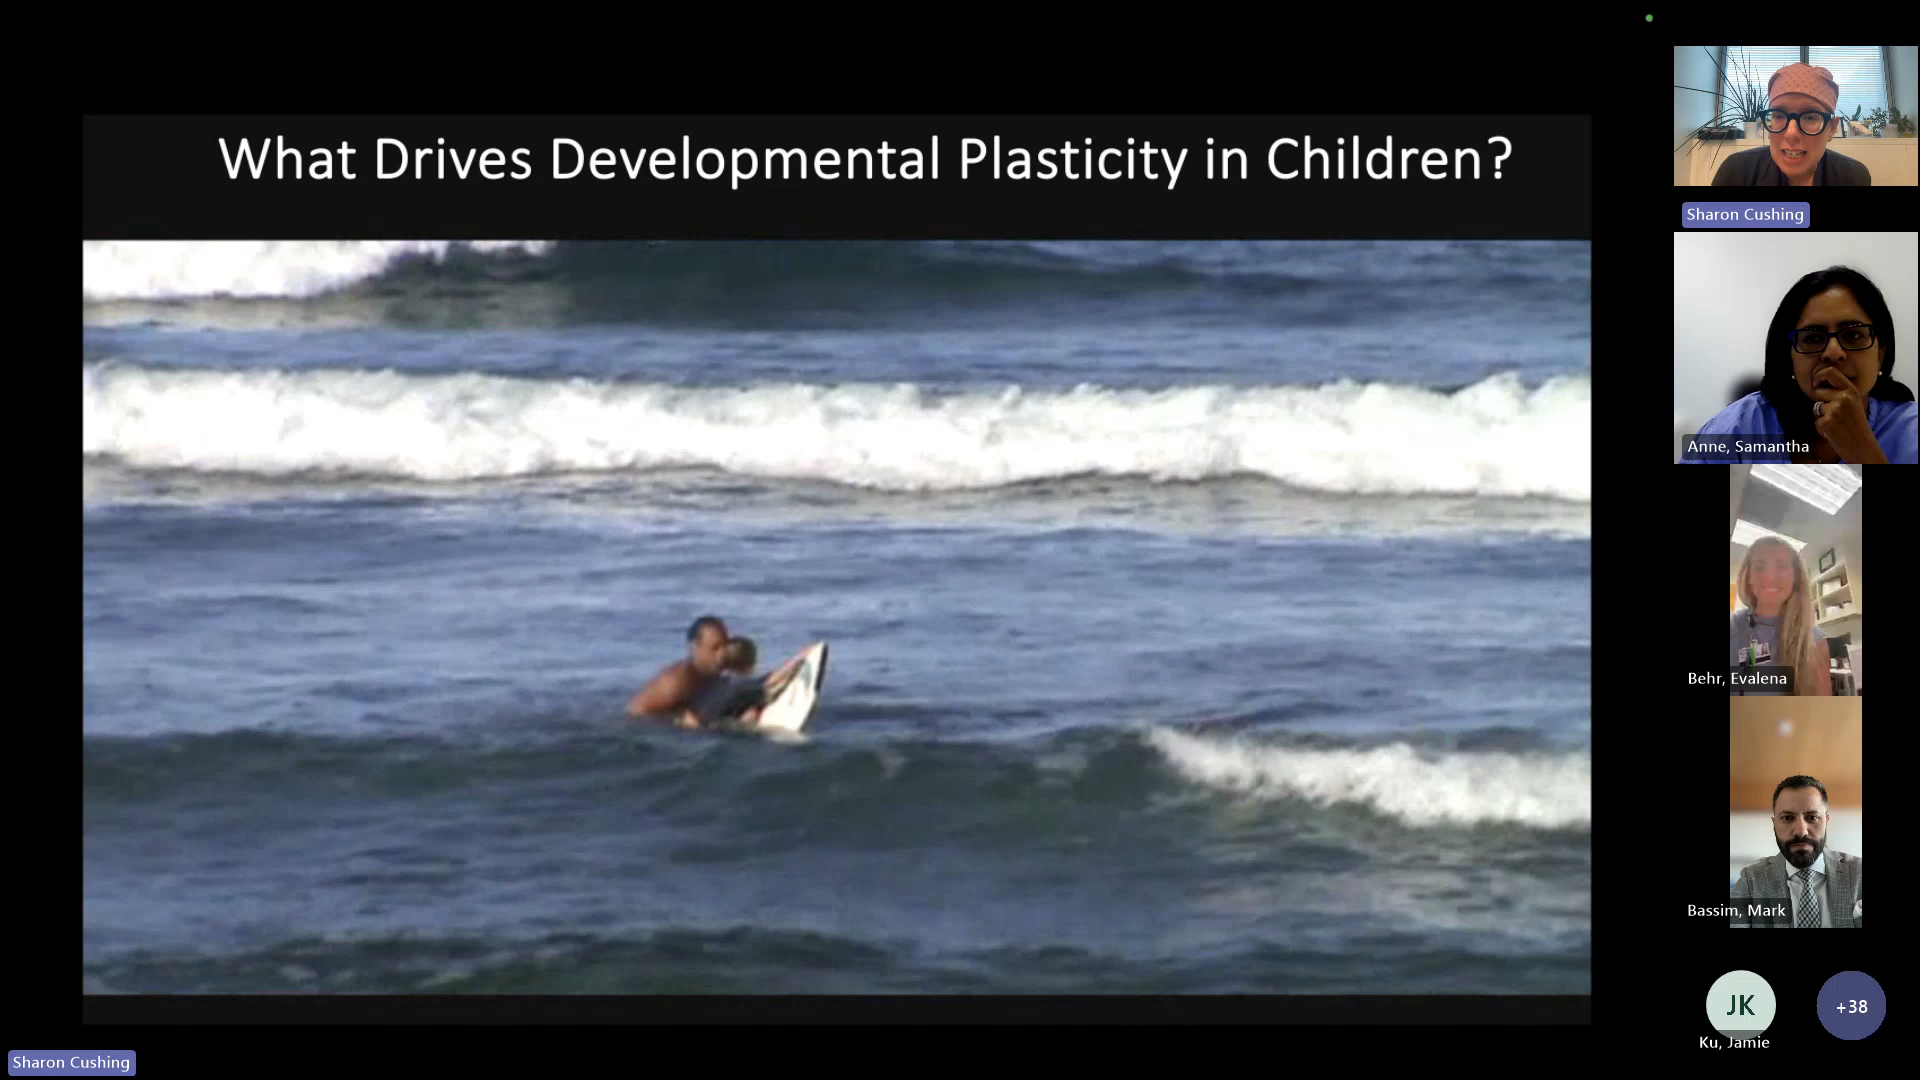 What Drives Developmental Plasticity in Children?
Sharon Cushing
Anne, Samantha
Behr, Evalena
Bassim, Mark
JK
+38
Ku, Jamie
Sharon Cushing